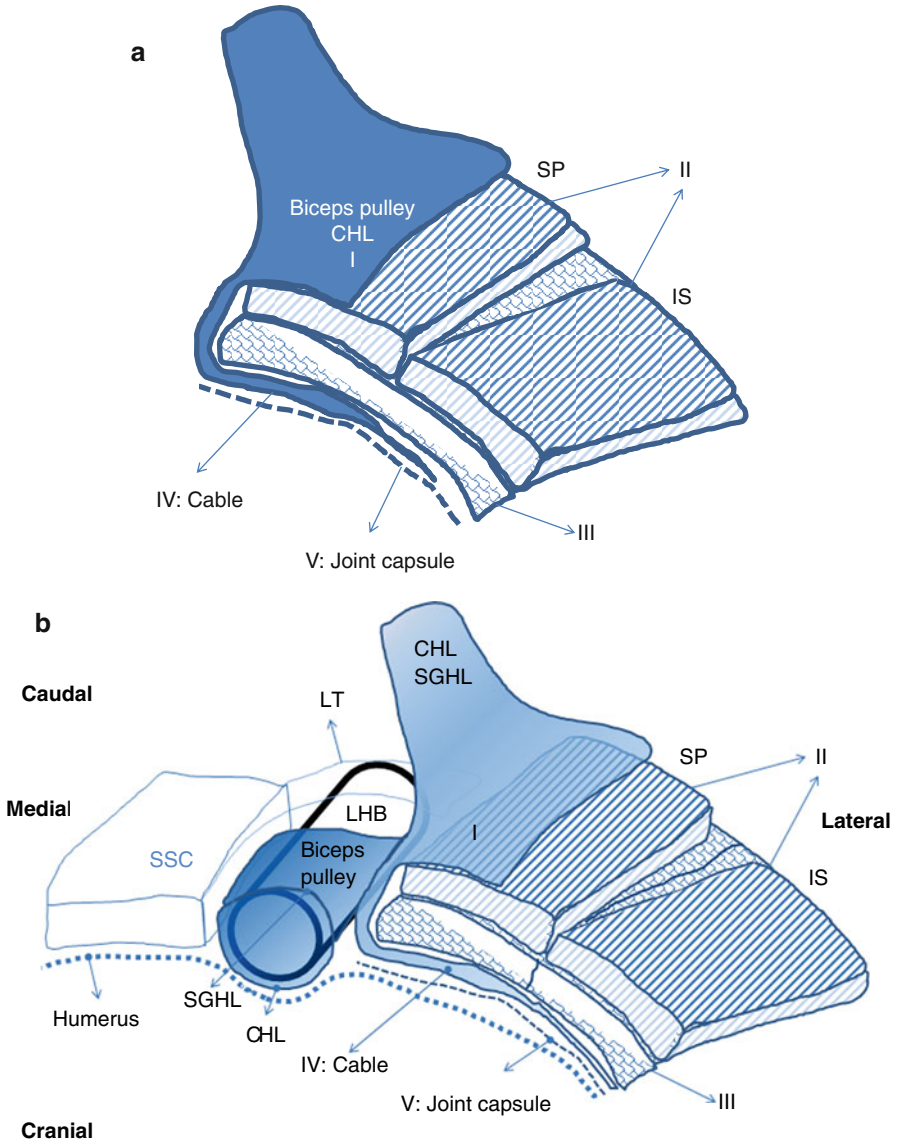 a
SP
II
Biceps pulley
CHL
I
IS
IV: Cable
III
V: Joint capsule
b
CHL
SGHL
Caudal
LT
SP
II
Medial
LHB
Lateral
I
Biceps
pulley
SSC
IS
SGHL
Humerus
CHL
IV: Cable
V: Joint capsule
III
Cranial